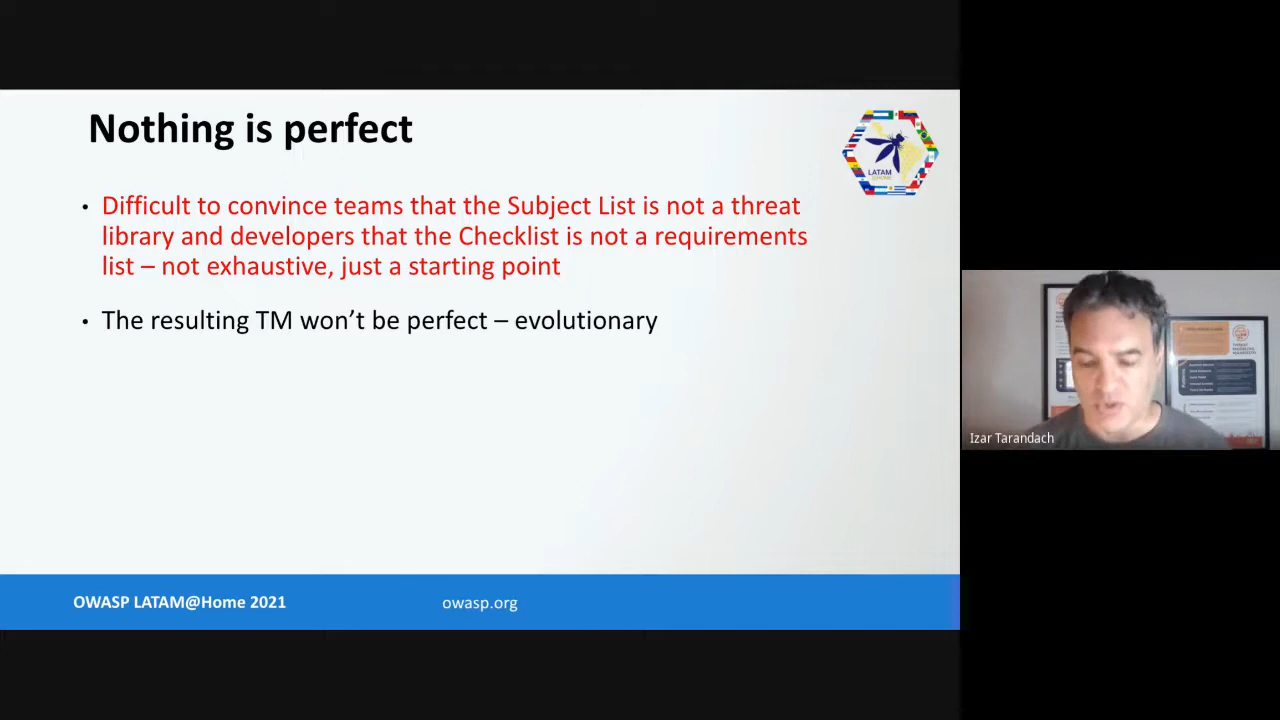 Nothing is perfect
LATAM
• Difficult to convince teams that the Subject List is not a threat
library and developers that the Checklist is not a requirements
list – not exhaustive, just a starting point
• The resulting TM won’t be perfect – evolutionary
Izar Tarandach
OWASP LATAM@Home 2021
owasp.org